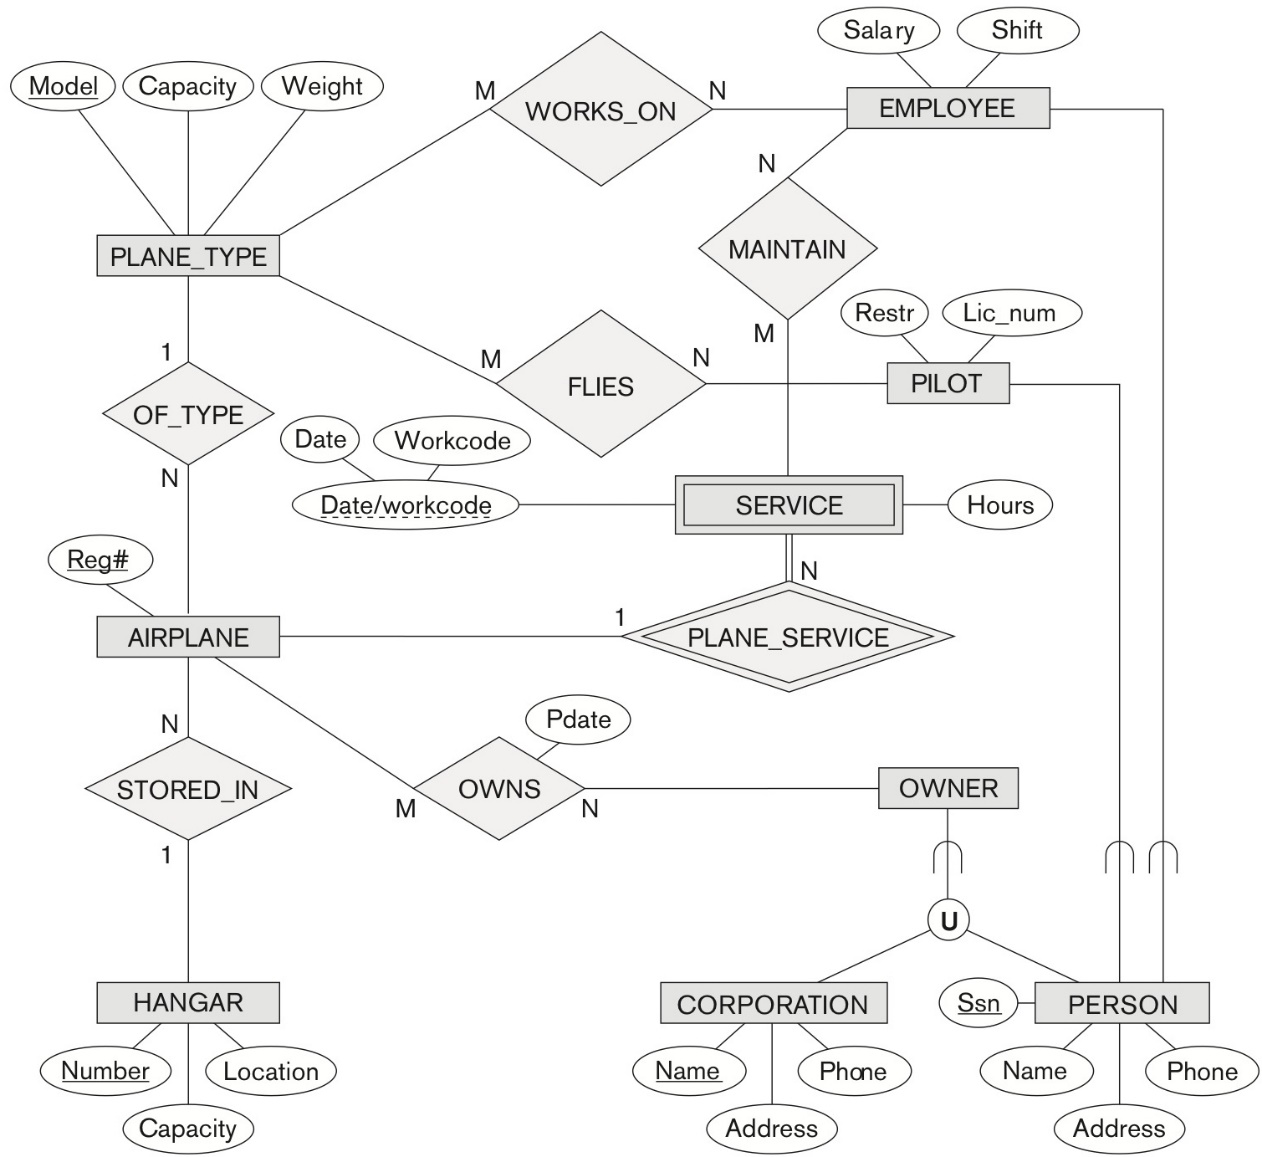 Salary
Shift
Model
Capacity
Weight
M
WORKS_ON
N
EMPLOYEE
N
PLANE_TYPE
MAINTAIN
Restr
Lic_num
M
1
M
FLIES
N
PILOT
OF_TYPE
Date
Workcode
N
Date/workcode
SERVICE
Hours
Reg#
N
1
AIRPLANE
PLANE_SERVICE
N
Pdate
STORED_IN
OWNS
OWNER
M
N
1
U
HANGAR
CORPORATION
Ssn
PERSON
Number
Location
Name
Phone
Name
Phone
Capacity
Address
Address